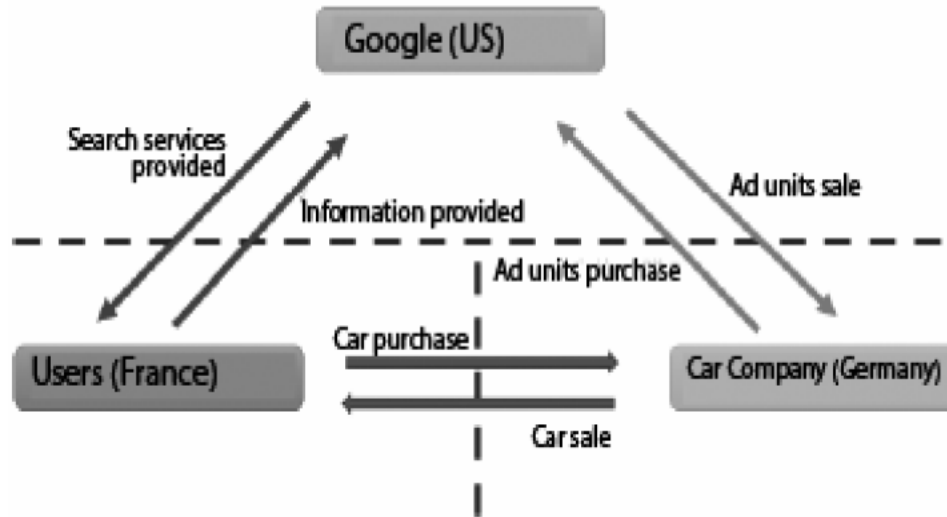 Google (US)
Search services
provided
Ad units sale
Information provided
Ad units purchase
Car purchase
Users (France)
Car Company (Germany)
Car sale